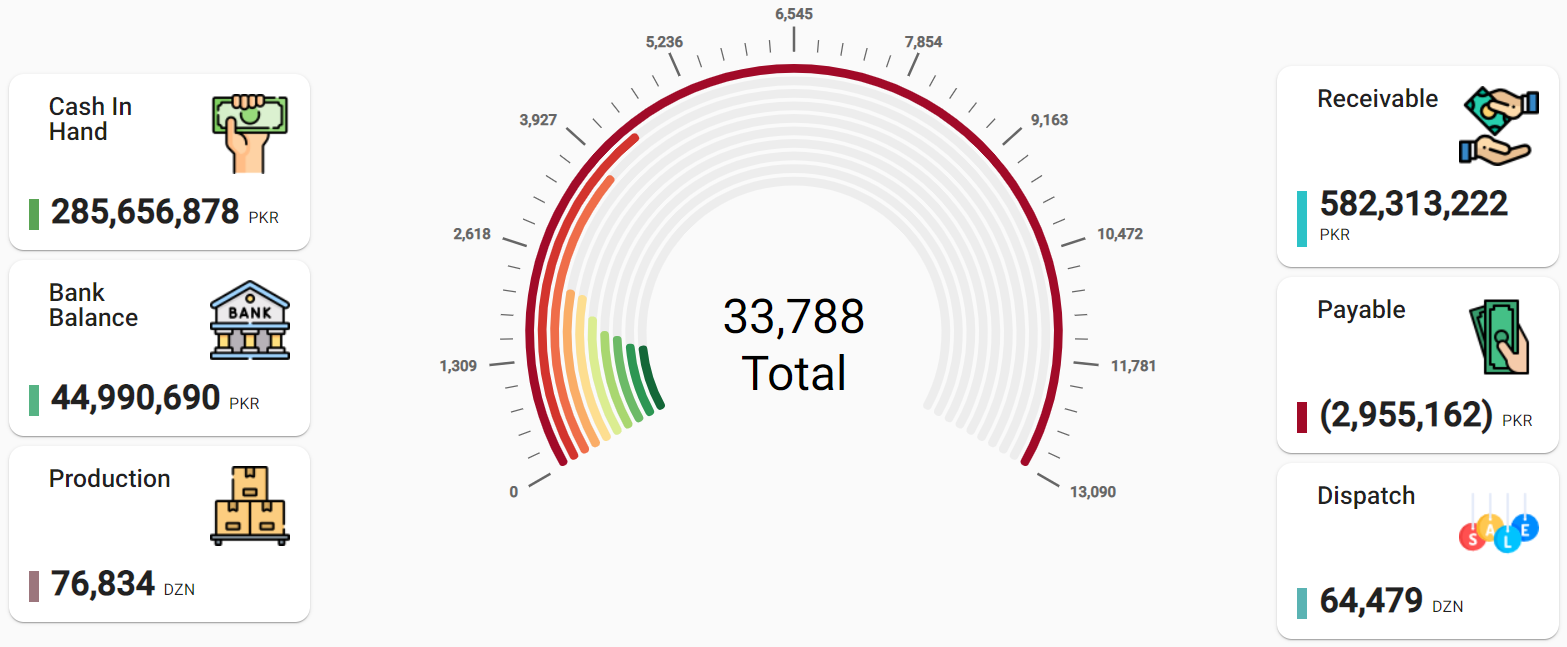 Cash In
Hand
285,656,878 PKR
Bank
Balance
BANK
44,990,690 PKR
Production
76,834 DZN
0
1,309
2,618
3,927
5,236
6,545
7,854
9,163
10,472
11,781
13,090
33,788
Total
Receivable
582,313,222
PKR
Payable
(2,955,162) PKR
Dispatch
SALE
64,479 DZN